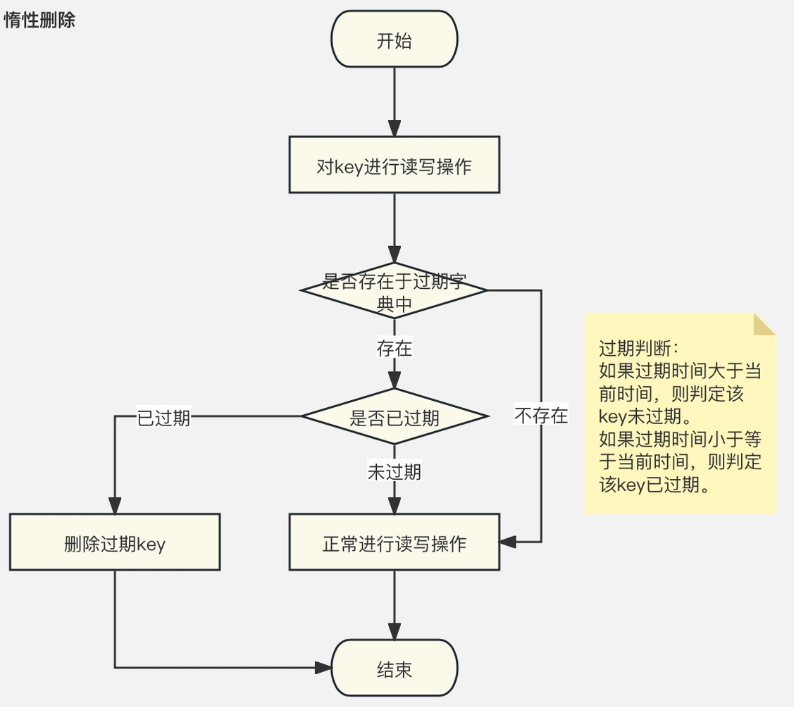 惰性删除
开始
对key进行读写操作
是否存在于过期字
典中
存在
是否已过期
已过期
不存在
未过期
过期判断：
如果过期时间大于当
前时间，则判定该
key未过期。
如果过期时间小于等
于当前时间，则判定
该key已过期。
删除过期key
正常进行读写操作
结束